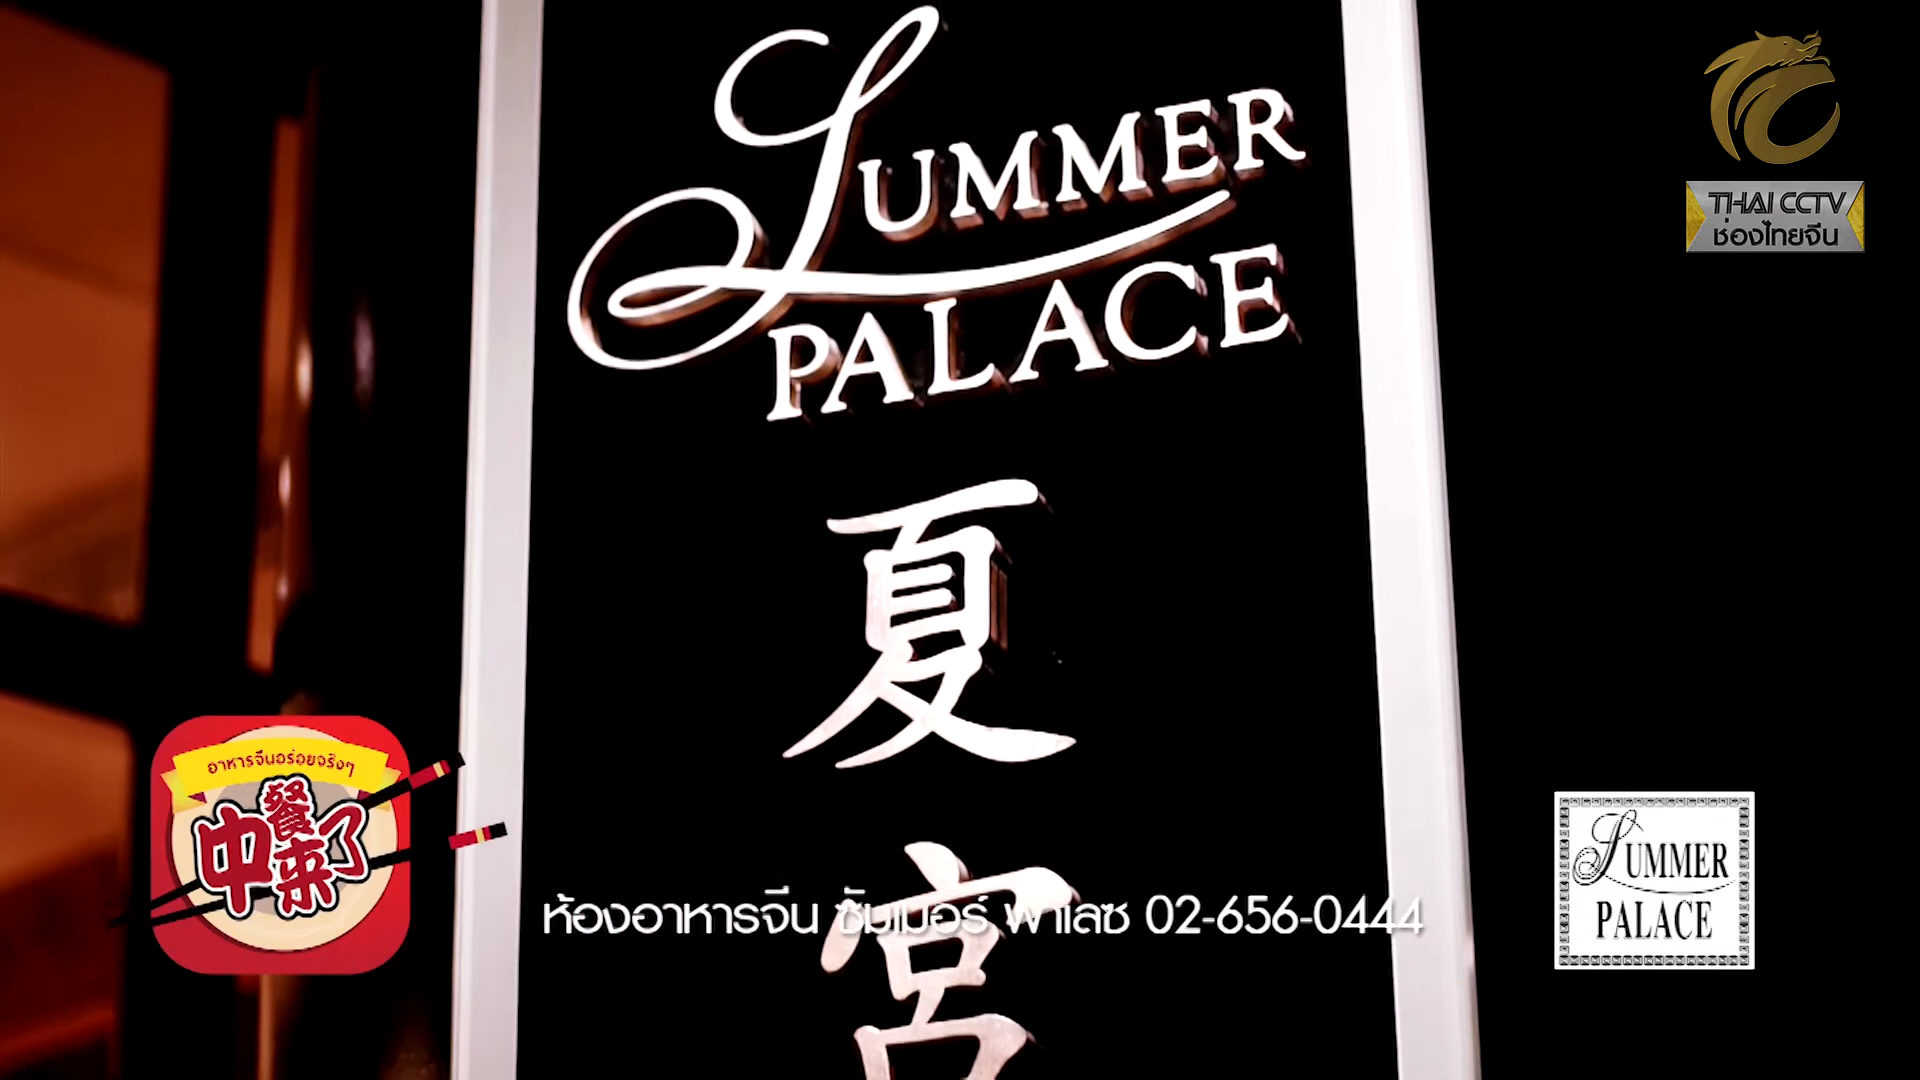 SUMMER
PALACE
夏
宮
THAI CCTV
ช่องไทยจีน
อาหารจีนอร่อยจริงๆ
中餐来了
ห้องอาหารจีน ซัมเมอร์ พาเลซ 02-656-0444
SUMMER
PALACE